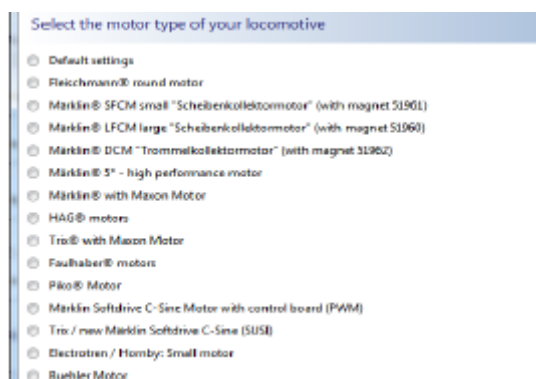 Select the motor type of your locomotive
Default settings
Fleischmann® round motor
Märklin® SFCM small "Scheibenkollektormotor" (with magnet 51961)
Märklin® LFCM large "Scheibenkollektormotor" (with magnet 51960)
Märklin® DCM "Trommelkollektormotor" (with magnet 51962)
Märklin® 5* - high performance motor
Märklin® with Maxon Motor
HAG® motors
Trix® with Maxon Motor
Faulhaber® motors
Piko® Motor
Märklin Softdrive C-Sine Motor with control board (PWM)
Trix / new Märklin Softdrive C-Sine (SUSI)
Electrotren / Hornby: Small motor
Buehler Motor